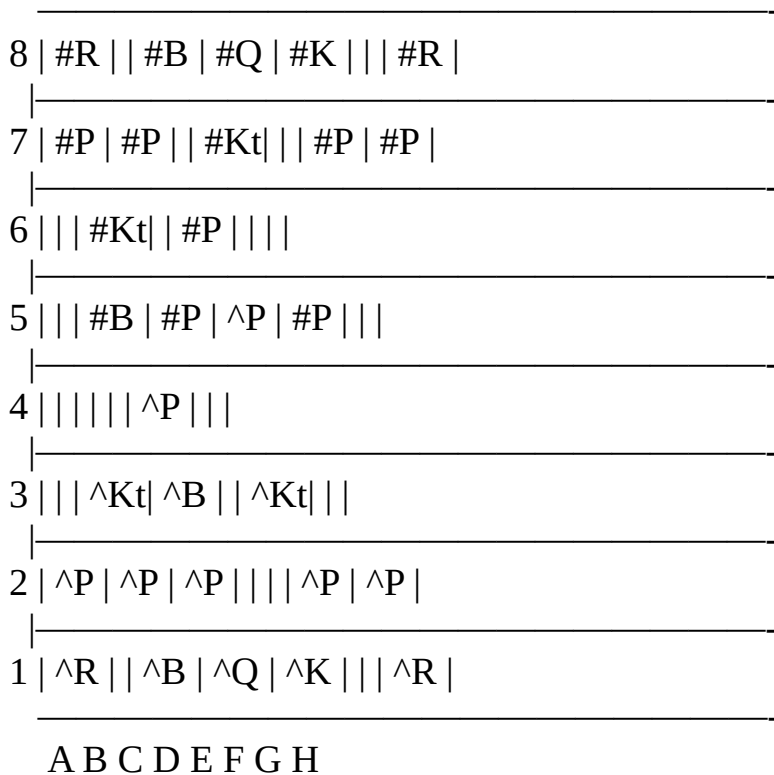 8 | #R | | #B | #Q | #K | | | #R |
7 | #P | #P | | #Kt| | | #P | #P |
6 | | | #Kt| | #P | | | |
5 | | | #B | #P | ^P | #P | | |
4 | | | | | | ^P | | |
3 | | | ^Kt| ^B | | ^Kt| | |
2 | ^P | ^P | ^P | | | | ^P | ^P |
1 | ^R | | ^B | ^Q | ^K | | | ^R |
A B C D E F G H